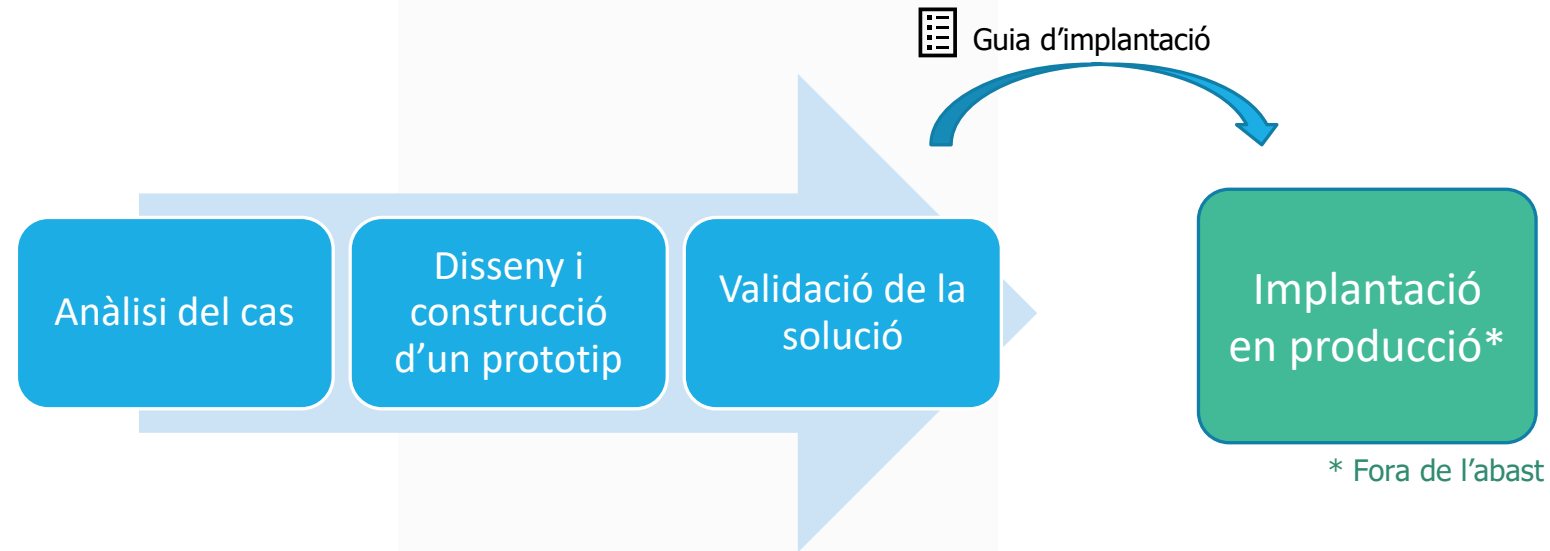 Guia d’implantació
Anàlisi del cas
Disseny i
construcció
d’un prototip
Validació de la
solució
Implantació
en producció*
* Fora de l’abast